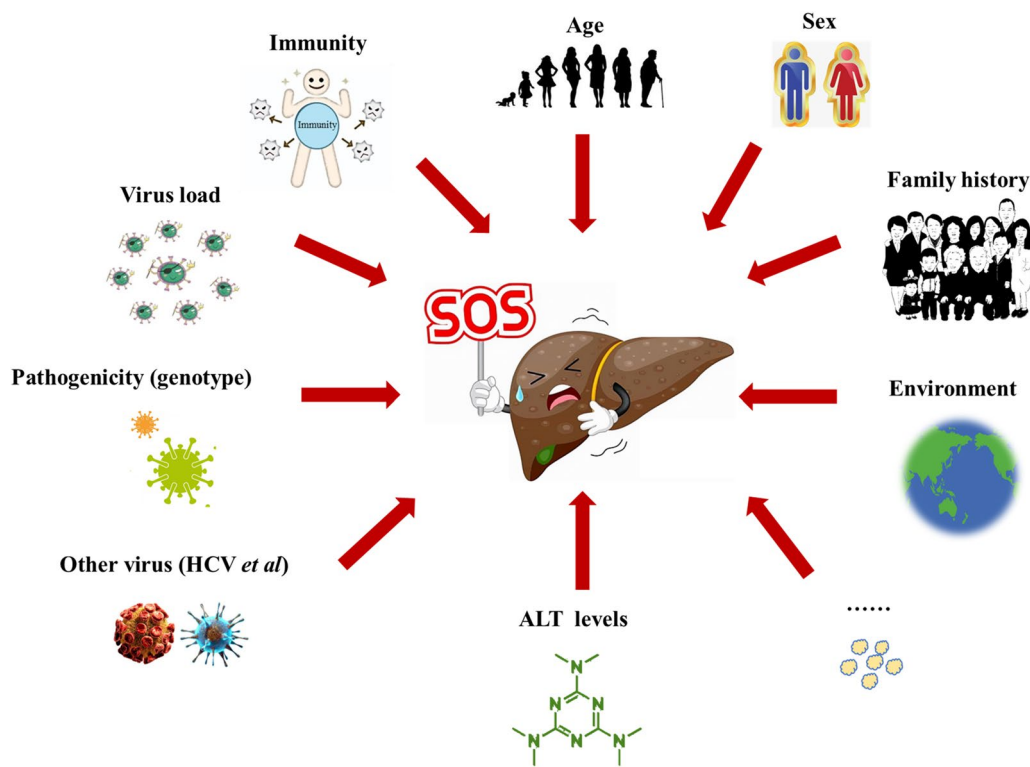 Age
Sex
Immunity
Immunity
Family history
Virus load
SOS
Pathogenicity (genotype)
Environment
Other virus (HCV et al)
ALT levels
......
N
N
N
N
N
N